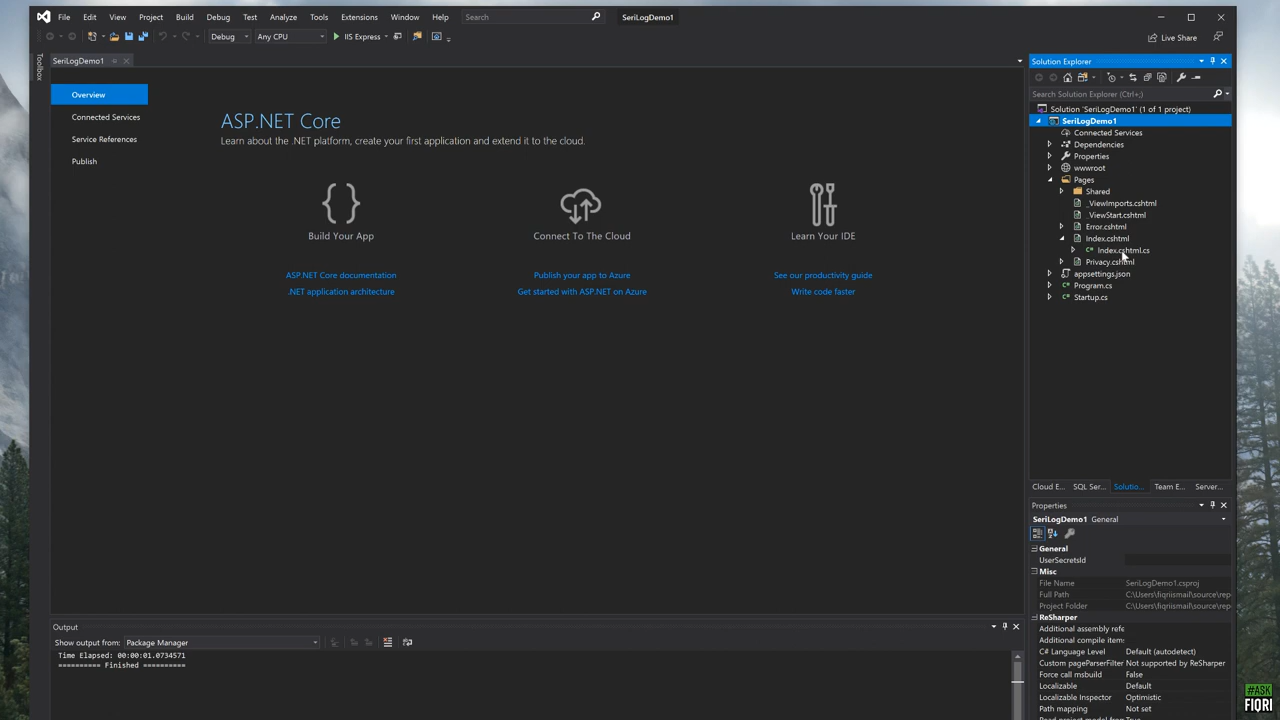 File Edit View Project Build Debug Test Analyze Tools Extensions Window Help Search SeriLogDemo1
Debug Any CPU IIS Express Live Share
Toolbox
SeriLogDemo1
Overview
Connected Services
Service References
Publish
ASP.NET Core
Learn about the .NET platform, create your first application and extend it to the cloud.
Build Your App
ASP.NET Core documentation
.NET application architecture
Connect To The Cloud
Publish your app to Azure
Get started with ASP.NET on Azure
Learn Your IDE
See our productivity guide
Write code faster
Solution Explorer
Search Solution Explorer (Ctrl+;)
Solution 'SeriLogDemo1' (1 of 1 project)
SeriLogDemo1
Connected Services
Dependencies
Properties
wwwroot
Pages
Shared
_ViewImports.cshtml
_ViewStart.cshtml
Error.cshtml
Index.cshtml
Index.cshtml.cs
Privacy.cshtml
appsettings.json
Program.cs
Startup.cs
Cloud E... SQL Ser... Solutio... Team E... Server...
Properties
SeriLogDemo1 General
General
UserSecretsId
Misc
File Name SeriLogDemo1.csproj
Full Path C:\Users\fiqriismail\source\rep
Project Folder C:\Users\fiqriismail\source\rep
ReSharper
Additional assembly refe
Additional compile item
C# Language Level Default (autodetect)
Custom pageParserFilter Not supported by ReSharper
Force call msbuild False
Localizable Default
Localizable Inspector Optimistic
Path mapping Not set
Output
Show output from: Package Manager
Time Elapsed: 00:00:01.0734571
========== Finished ==========
#ASK
FIQRI